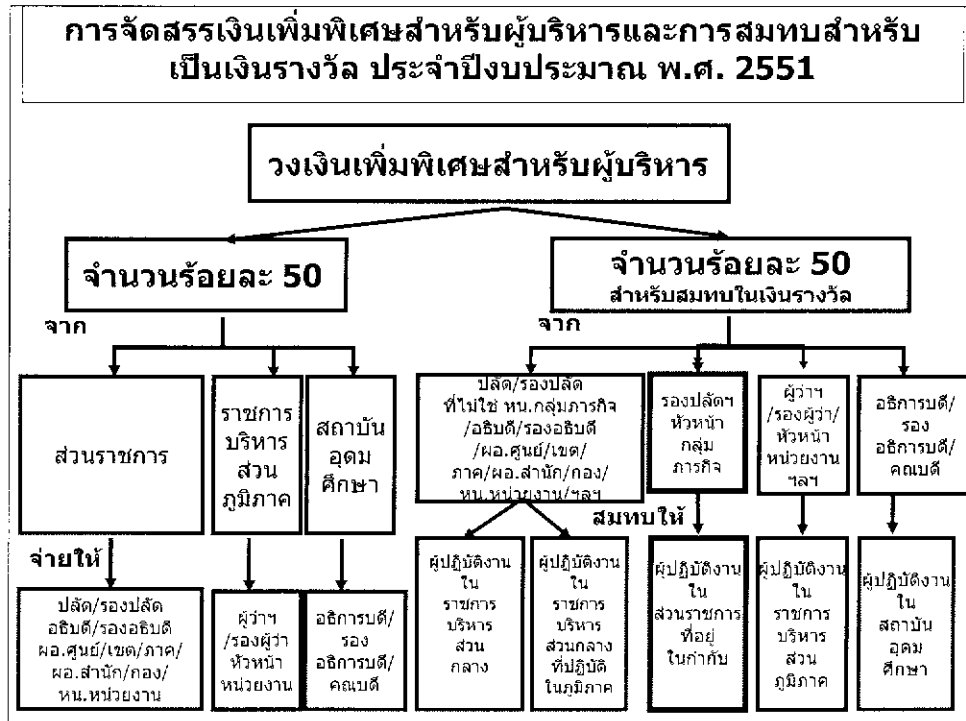 การจัดสรรเงินเพิ่มพิเศษสำหรับผู้บริหารและการสมทบสำหรับ
เป็นเงินรางวัล ประจำปีงบประมาณ พ.ศ. 2551
วงเงินเพิ่มพิเศษสำหรับผู้บริหาร
จำนวนร้อยละ 50
จำนวนร้อยละ 50
สำหรับสมทบในเงินรางวัล
จาก
จาก
ส่วนราชการ
ราชการ
บริหาร
ส่วน
ภูมิภาค
สถาบัน
อุดม
ศึกษา
ปลัด/รองปลัด
ที่ไม่ใช่ หน.กลุ่มภารกิจ
/อธิบดี/รองอธิบดี
/ผอ.ศูนย์/เขต/
ภาค/ผอ.สำนัก/กอง/
หน.หน่วยงาน/ฯลฯ
รองปลัดฯ
หัวหน้า
กลุ่ม
ภารกิจ
ผู้ว่าฯ
/รองผู้ว่า/
หัวหน้า
หน่วยงาน
ฯลฯ
อธิการบดี/
รอง
อธิการบดี/
คณบดี
จ่ายให้
สมทบให้
ปลัด/รองปลัด
อธิบดี/รองอธิบดี
ผอ.ศูนย์/เขต/ภาค/
ผอ.สำนัก/กอง/
หน.หน่วยงาน
ผู้ว่าฯ
/รองผู้ว่า
หัวหน้า
หน่วยงาน
อธิการบดี/
รอง
อธิการบดี/
คณบดี
ผู้ปฏิบัติงาน
ใน
ราชการ
บริหาร
ส่วน
กลาง
ผู้ปฏิบัติงาน
ใน
ราชการ
บริหาร
ส่วนกลาง
ที่ปฏิบัติ
ในภูมิภาค
ผู้ปฏิบัติงาน
ใน
ส่วนราชการ
ที่อยู่
ในกำกับ
ผู้ปฏิบัติงาน
ใน
ราชการ
บริหาร
ส่วน
ภูมิภาค
ผู้ปฏิบัติงาน
ใน
สถาบัน
อุดม
ศึกษา